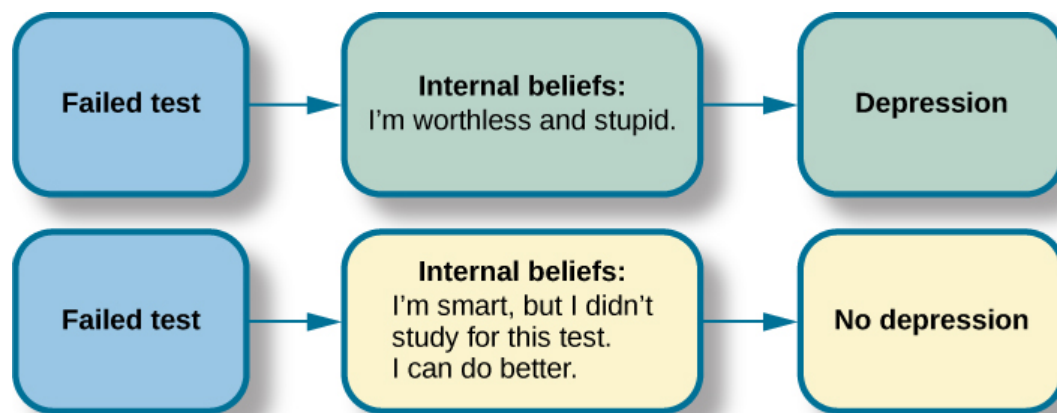 Failed test
Internal beliefs:
I'm worthless and stupid.
Depression
Failed test
Internal beliefs:
I'm smart, but I didn't
study for this test.
I can do better.
No depression